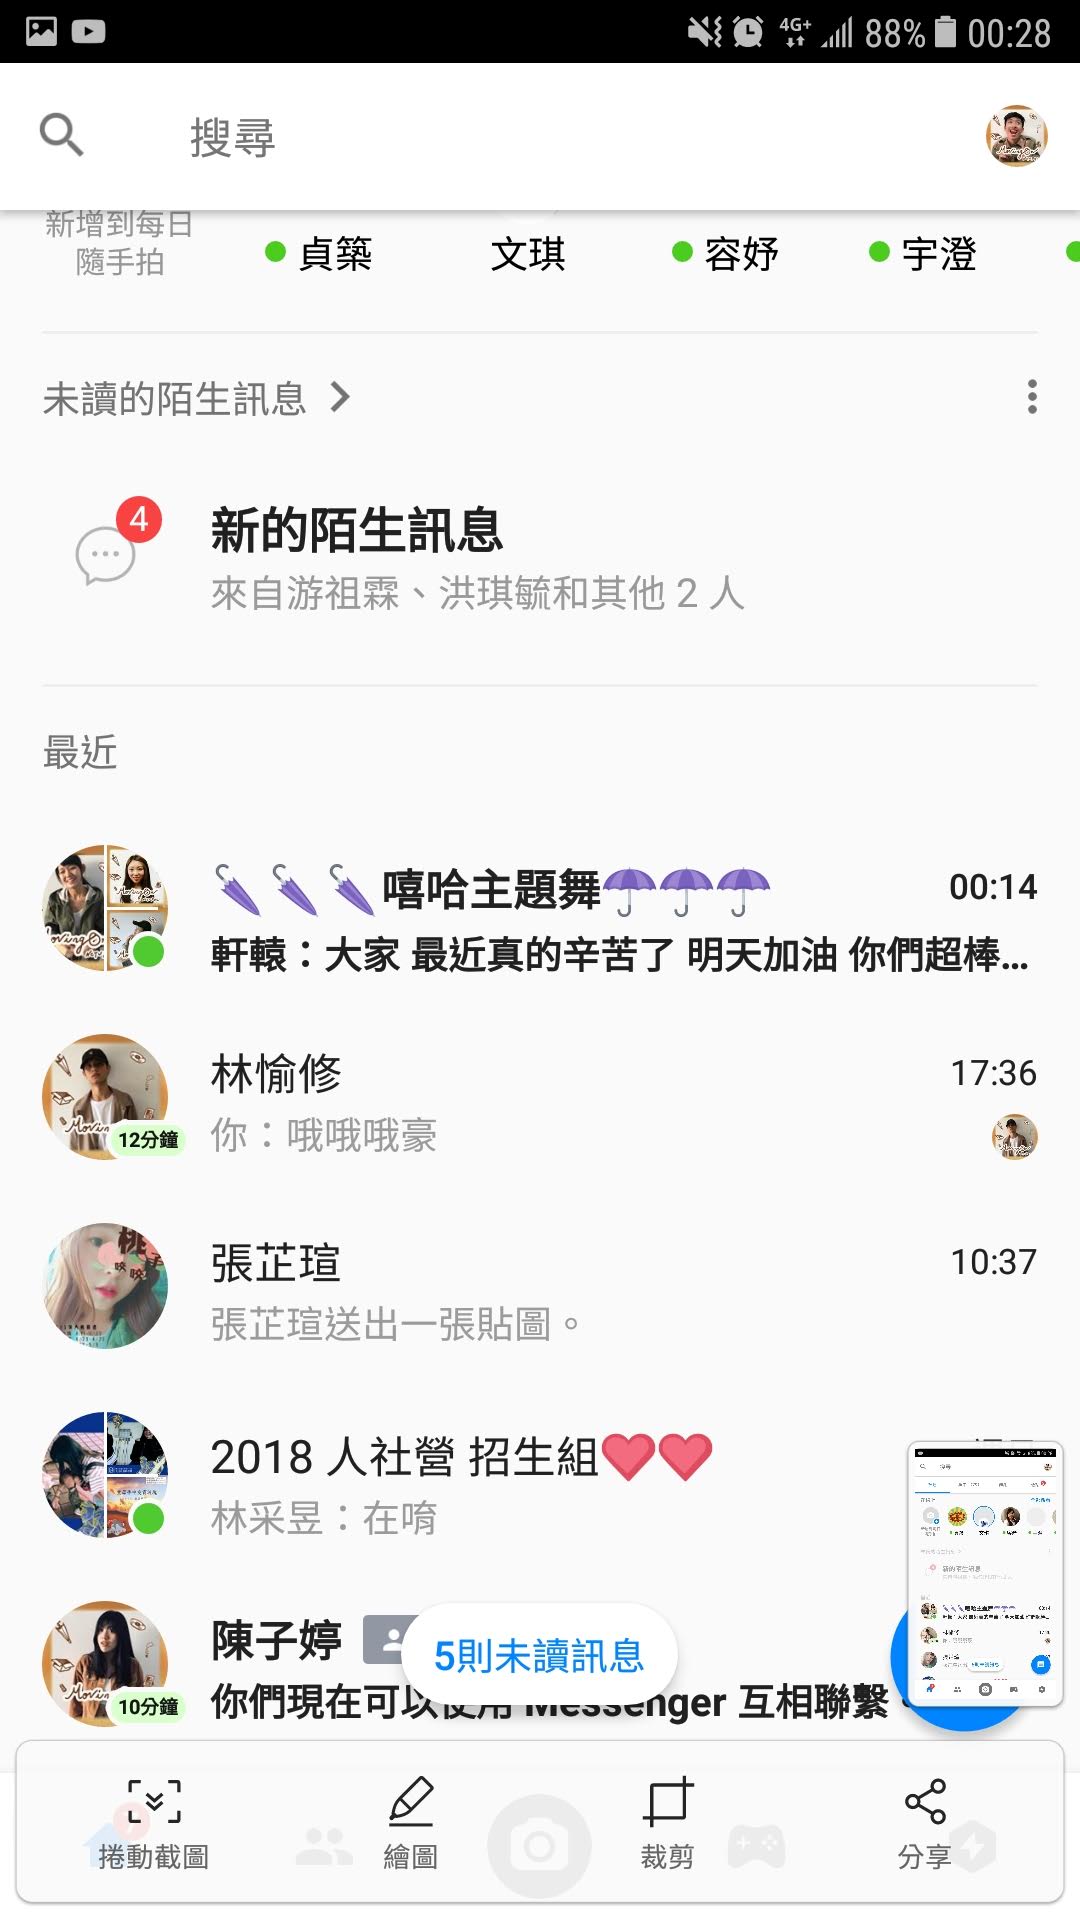 88% 00:28
搜尋
新增到每日
隨手拍
貞築 文琪 容妤 宇澄
未讀的陌生訊息
4
新的陌生訊息
來自游祖霖、洪琪毓和其他 2 人
最近
嘻哈主題舞 00:14
軒轅：大家 最近真的辛苦了 明天加油 你們超棒...
林愉修 17:36
12分鐘
你：哦哦哦豪
張芷瑄 10:37
張芷瑄送出一張貼圖。
2018 人社營 招生組
林采昱：在唷
陳子婷
5則未讀訊息
10分鐘
你們現在可以使用 Messenger 互相聯繫。
捲動截圖 繪圖 裁剪 分享